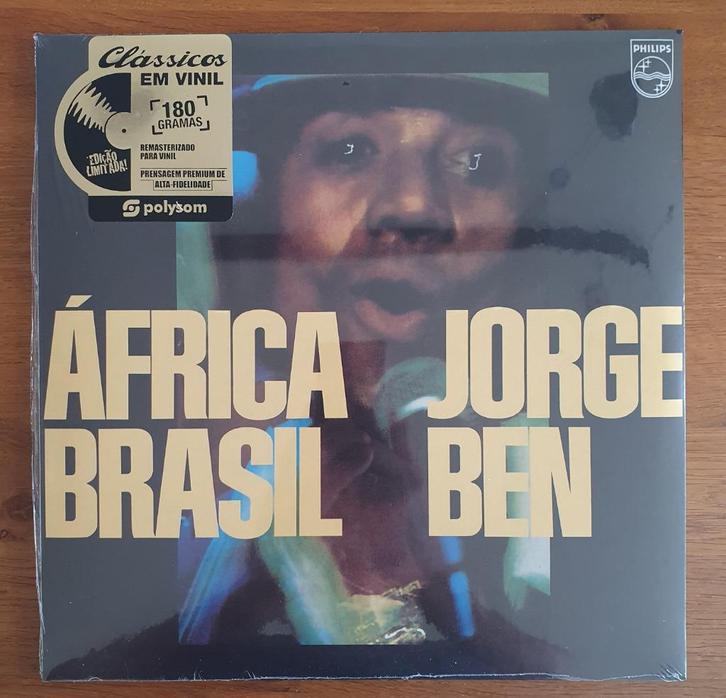 Clássicos
EM VINIL
180
GRAMAS
REMASTERIZADO
PARA VINIL
EDIÇÃO
LIMITADA!
PRENSAGEM PREMIUM DE
ALTA-FIDELIDADE
polysom
PHILIPS
ÁFRICA JORGE
BRASIL BEN